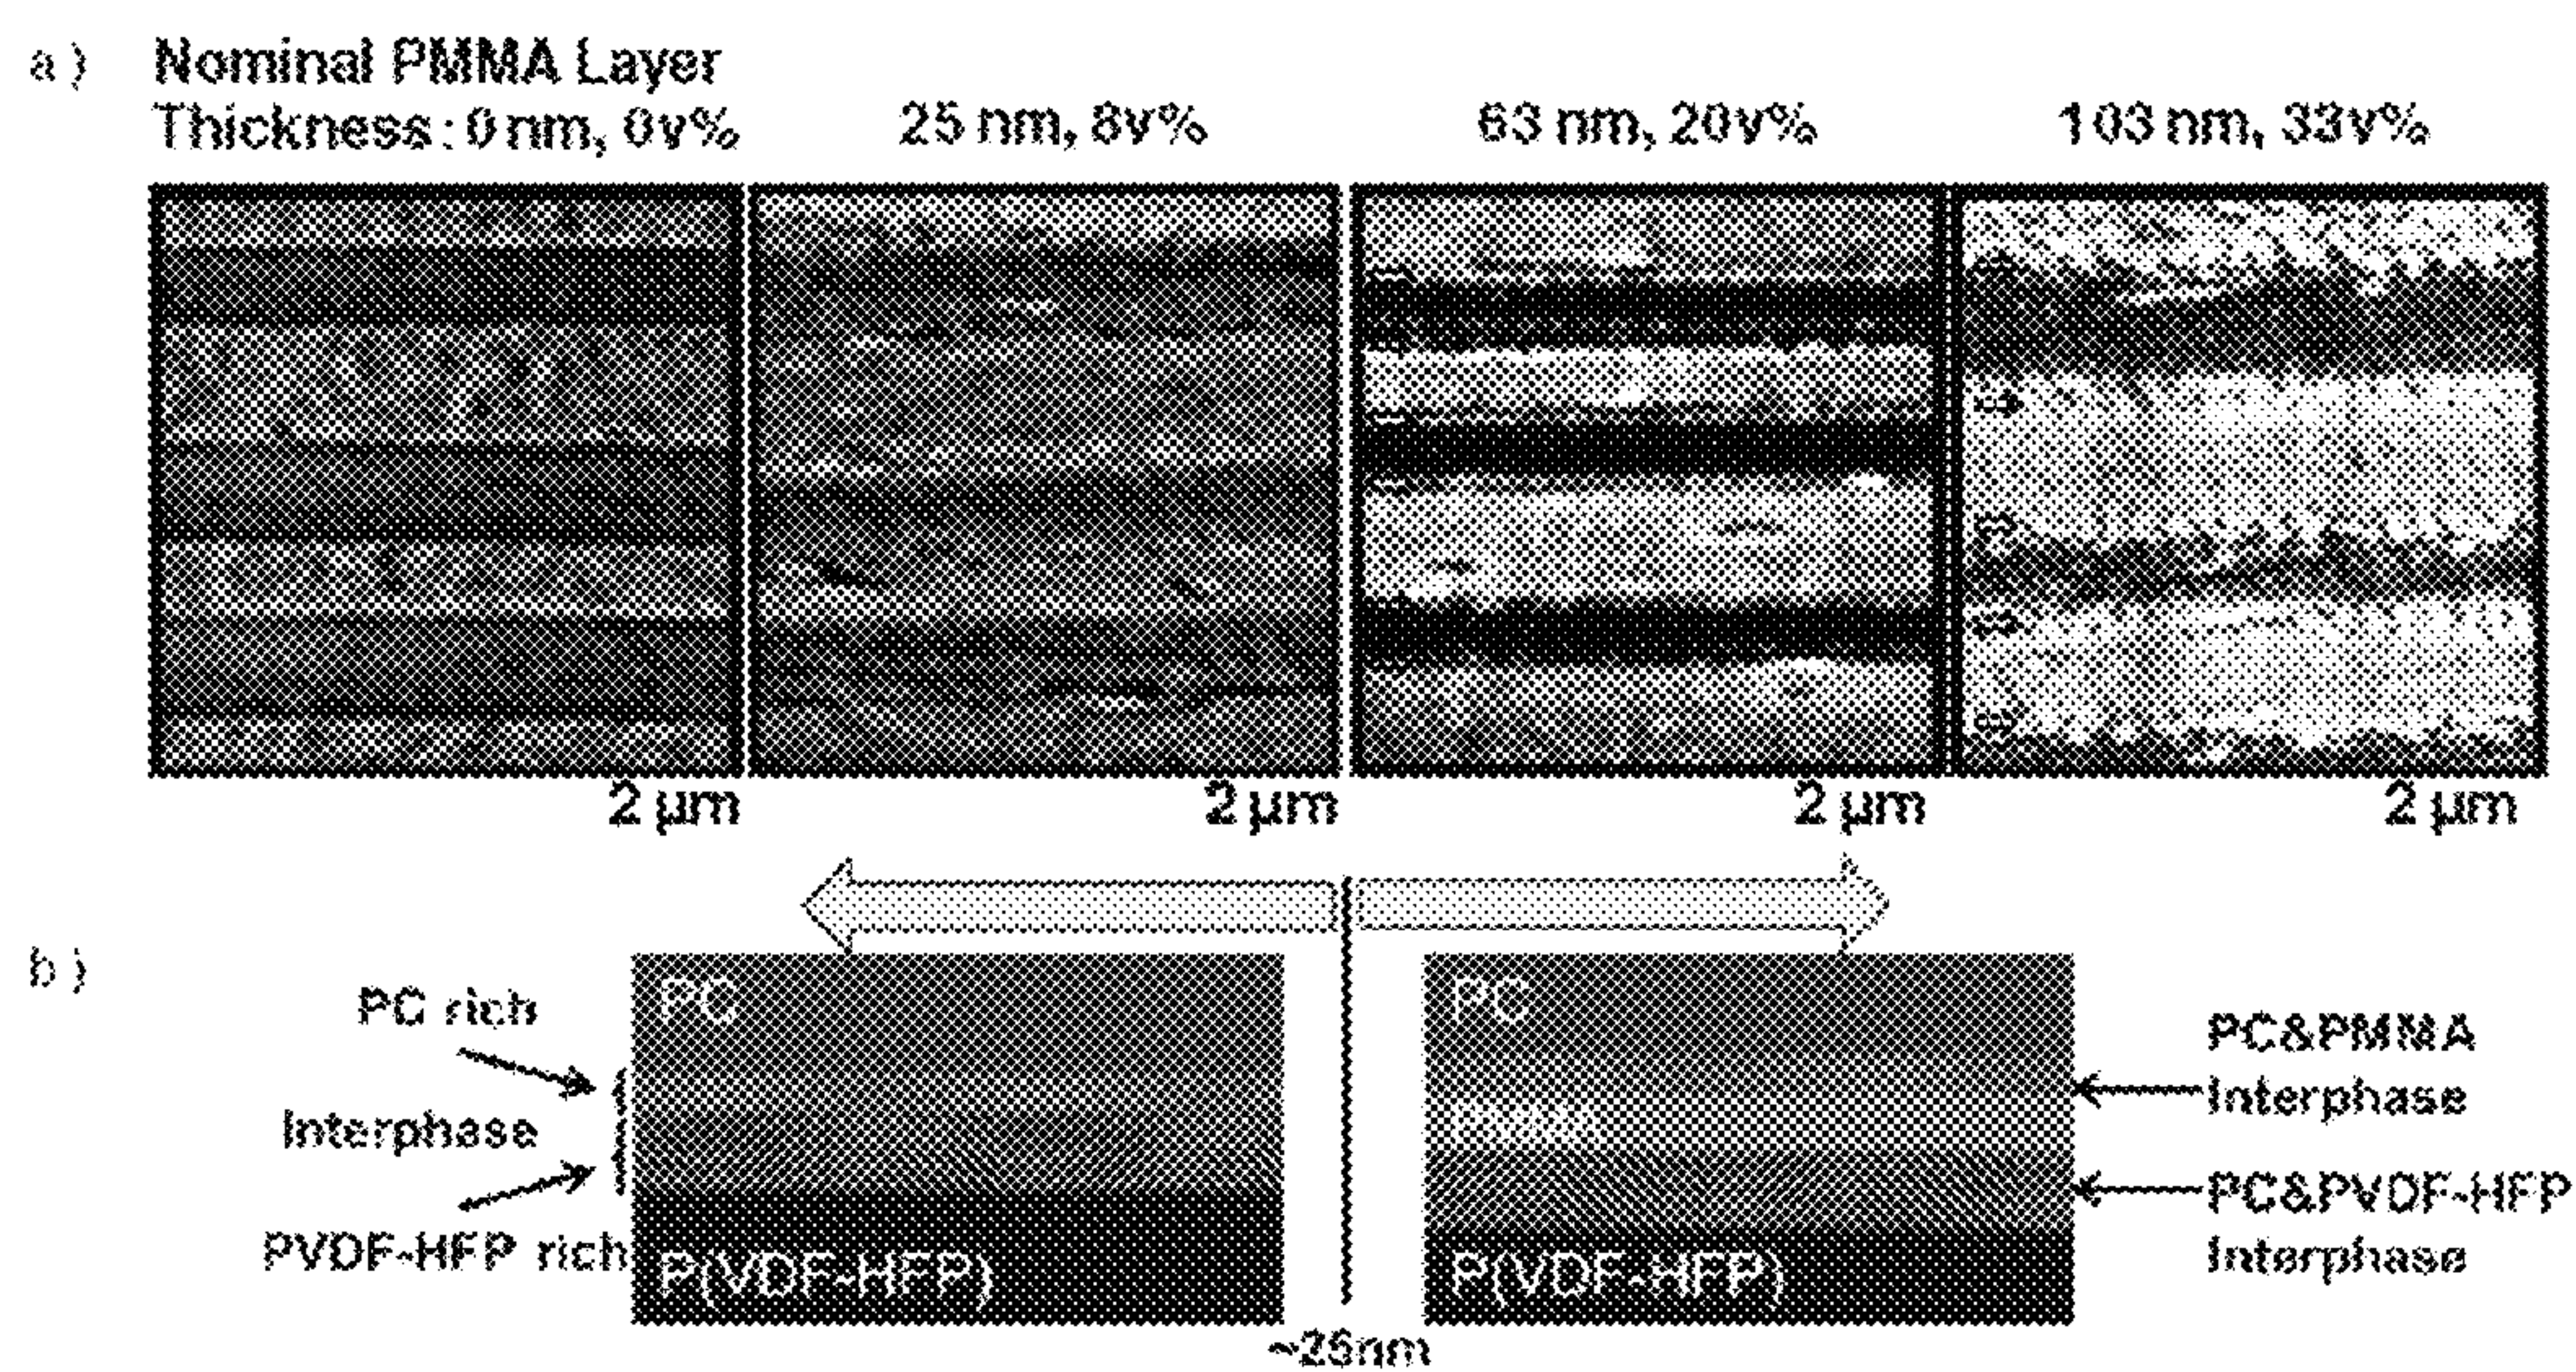 a)
Nominal PMMA Layer
Thickness: 0 nm, 0v%
25 nm, 8v%
63 nm, 20v%
103 nm, 33v%
2 µm
2 µm
2 µm
2 µm
b)
PC rich
Interphase
PVDF-HFP rich
PC
P(VDF-HFP)
~25nm
PC
PMMA
P(VDF-HFP)
PC&PMMA
Interphase
PC&PVDF-HFP
Interphase